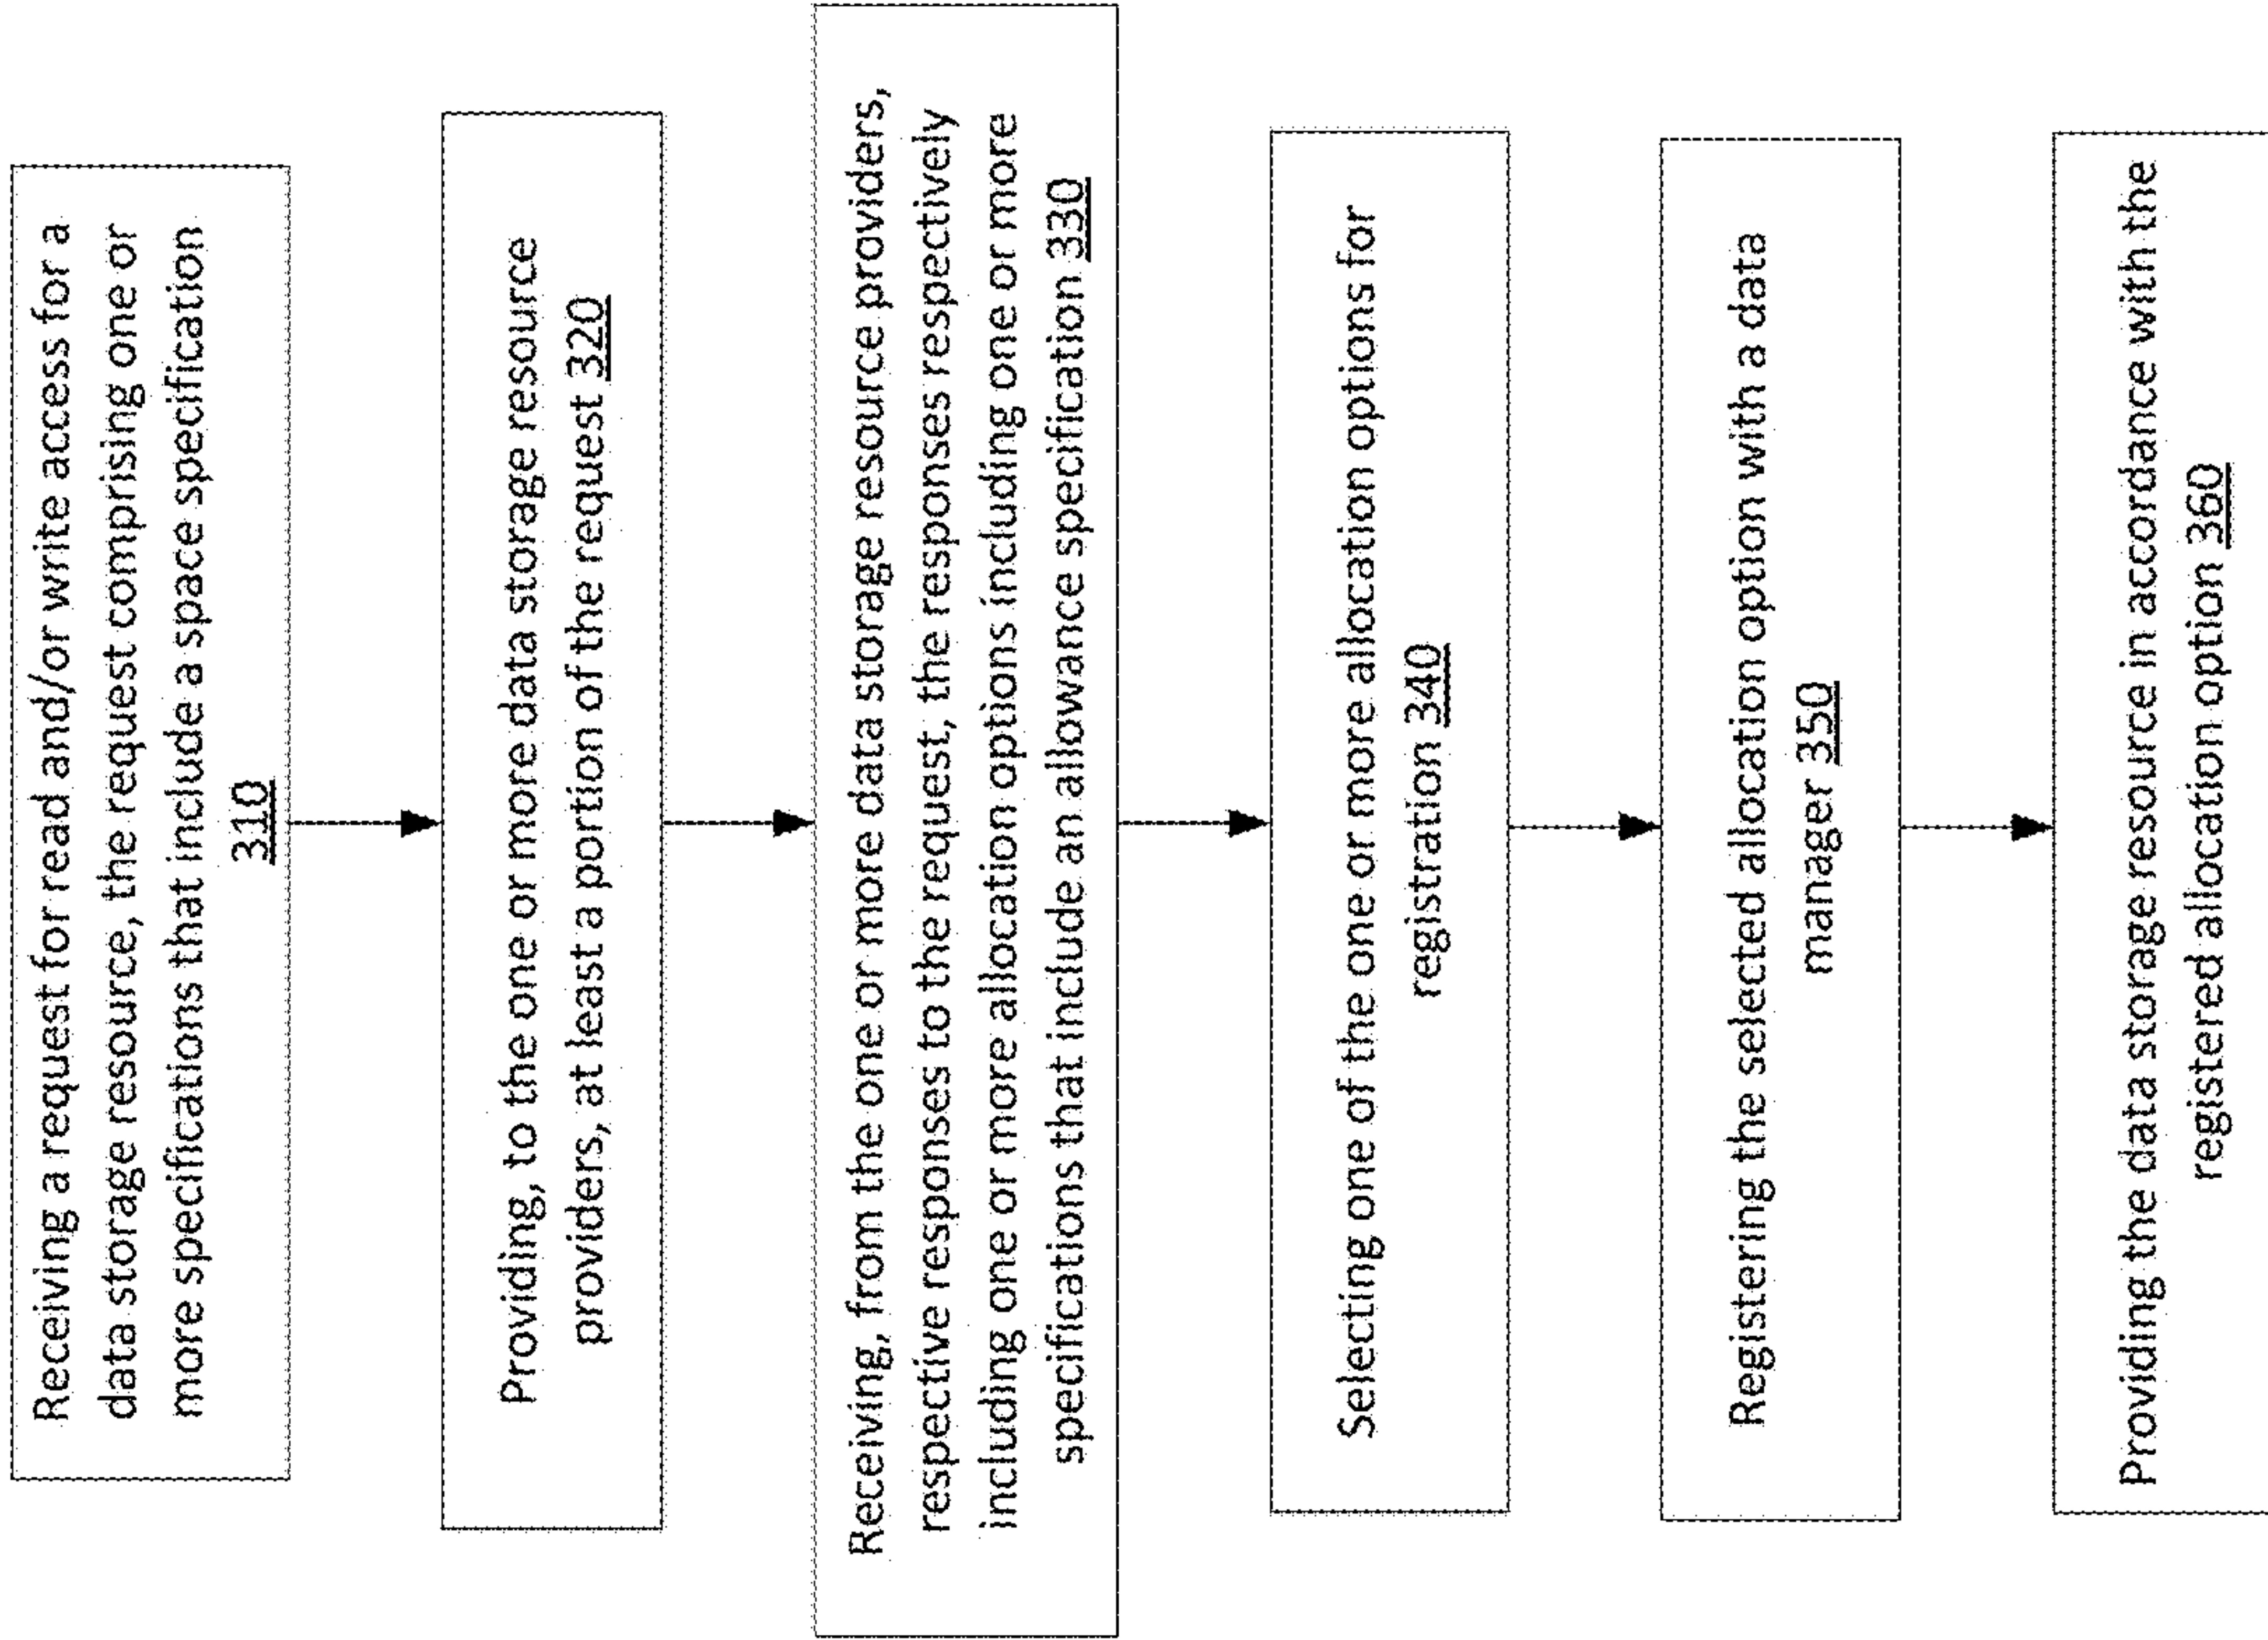 Receiving a request for read and/or write access for a
data storage resource, the request comprising one or
more specifications that include a space specification
310
Providing, to the one or more data storage resource
providers, at least a portion of the request 320
Receiving, from the one or more data storage resource providers,
respective responses to the request, the responses respectively
including one or more allocation options including one or more
specifications that include an allowance specification 330
Selecting one of the one or more allocation options for
registration 340
Registering the selected allocation option with a data
manager 350
Providing the data storage resource in accordance with the
registered allocation option 360